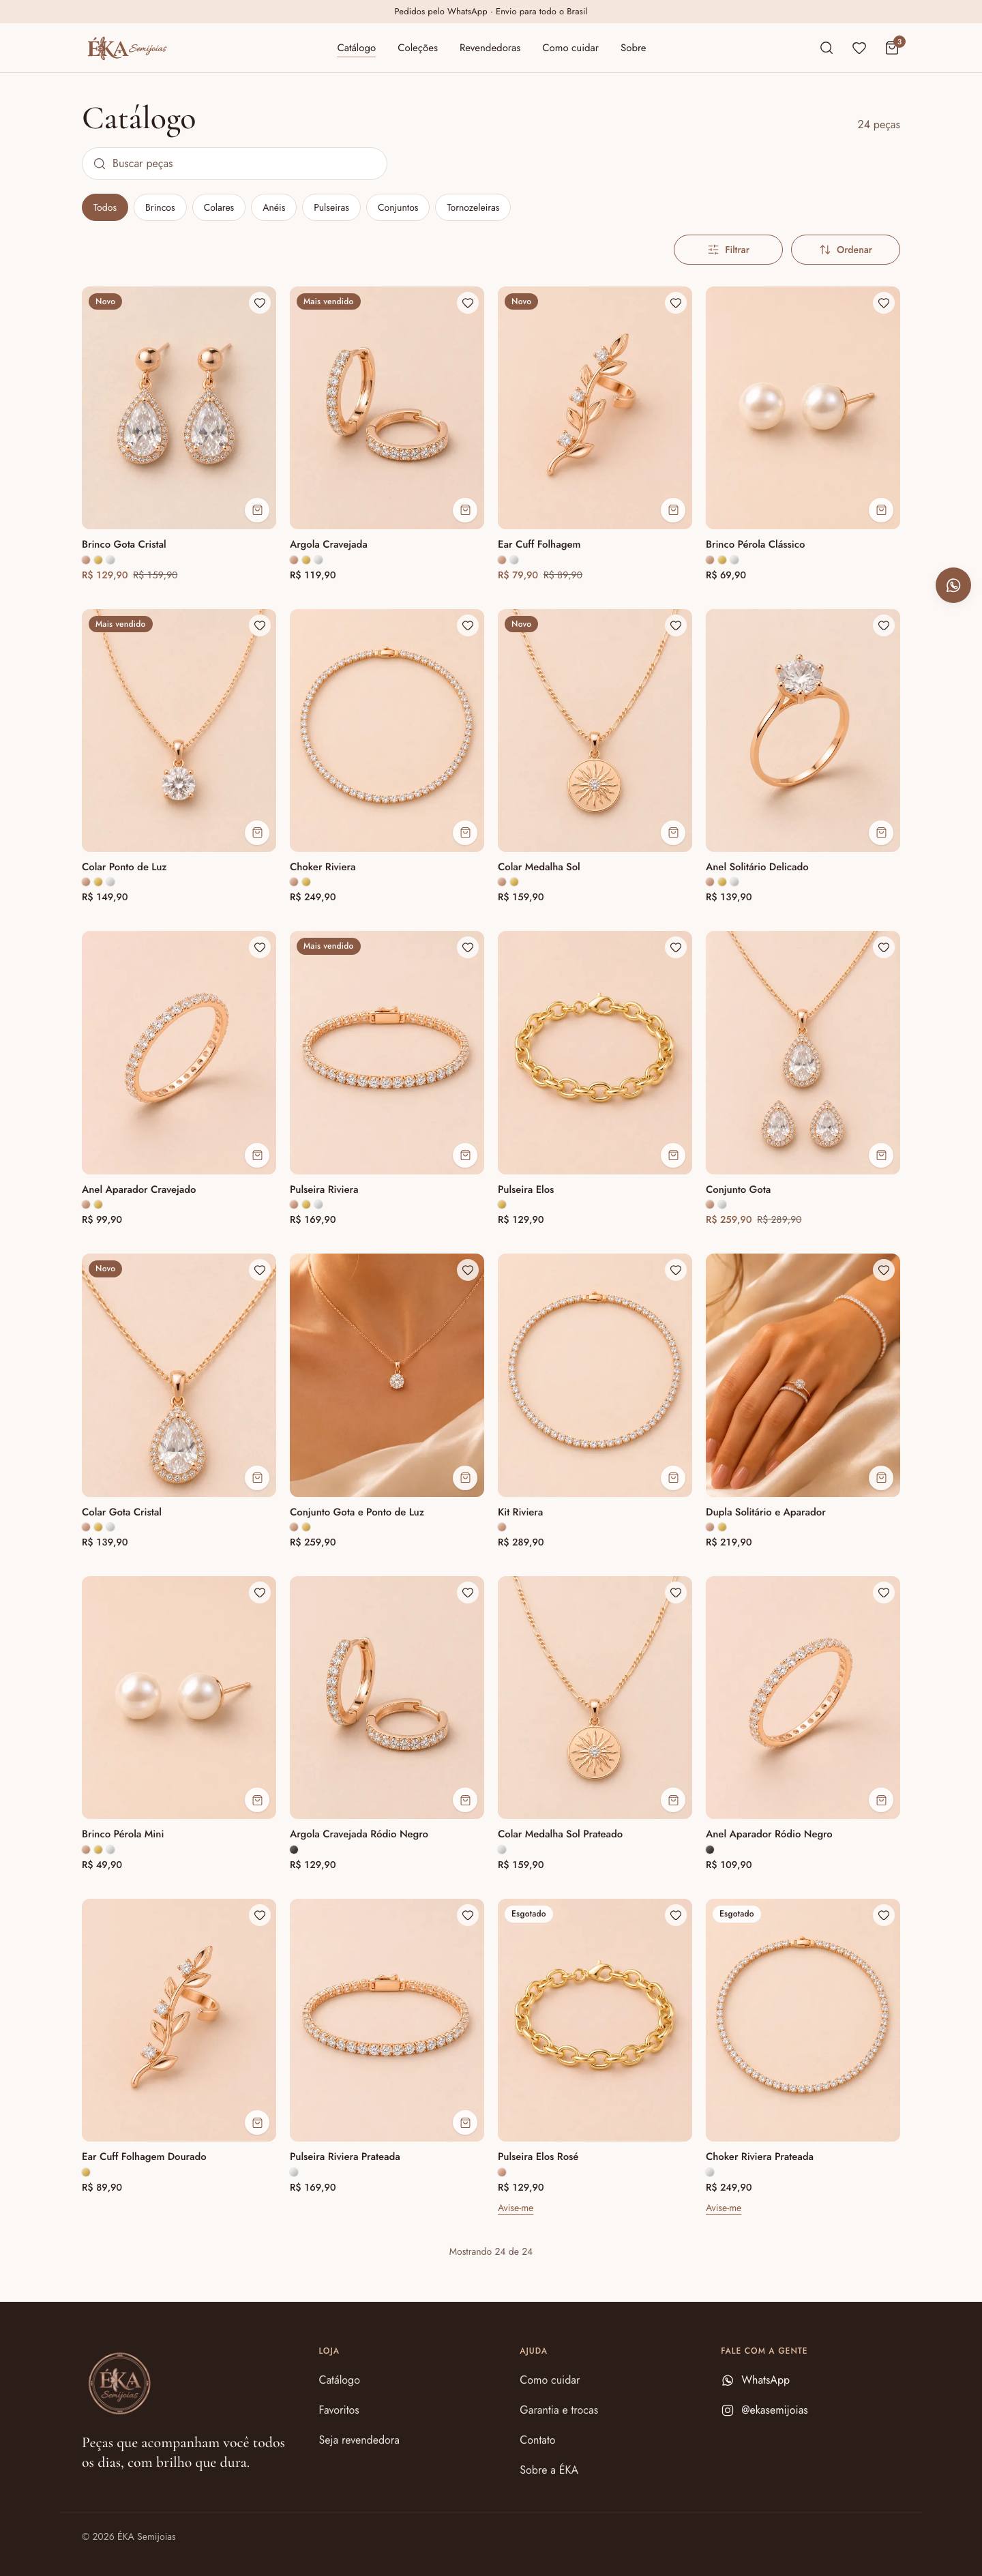 Pedidos pelo WhatsApp · Envio para todo o Brasil
ÉKA Semijoias
Catálogo
Coleções
Revendedoras
Como cuidar
Sobre
3
Catálogo
24 peças
Buscar peças
Todos
Brincos
Colares
Anéis
Pulseiras
Conjuntos
Tornozeleiras
Filtrar
Ordenar
Novo
Mais vendido
Novo
Brinco Gota Cristal
R$ 129,90 R$ 159,90
Argola Cravejada
R$ 119,90
Ear Cuff Folhagem
R$ 79,90 R$ 89,90
Brinco Pérola Clássico
R$ 69,90
Mais vendido
Novo
Colar Ponto de Luz
R$ 149,90
Choker Riviera
R$ 249,90
Colar Medalha Sol
R$ 159,90
Anel Solitário Delicado
R$ 139,90
Mais vendido
Anel Aparador Cravejado
R$ 99,90
Pulseira Riviera
R$ 169,90
Pulseira Elos
R$ 129,90
Conjunto Gota
R$ 259,90 R$ 289,90
Novo
Colar Gota Cristal
R$ 139,90
Conjunto Gota e Ponto de Luz
R$ 259,90
Kit Riviera
R$ 289,90
Dupla Solitário e Aparador
R$ 219,90
Brinco Pérola Mini
R$ 49,90
Argola Cravejada Ródio Negro
R$ 129,90
Colar Medalha Sol Prateado
R$ 159,90
Anel Aparador Ródio Negro
R$ 109,90
Esgotado
Esgotado
Ear Cuff Folhagem Dourado
R$ 89,90
Pulseira Riviera Prateada
R$ 169,90
Pulseira Elos Rosé
R$ 129,90
Avise-me
Choker Riviera Prateada
R$ 249,90
Avise-me
Mostrando 24 de 24
ÉKA
Semijoias
Peças que acompanham você todos
os dias, com brilho que dura.
LOJA
Catálogo
Favoritos
Seja revendedora
AJUDA
Como cuidar
Garantia e trocas
Contato
Sobre a ÉKA
FALE COM A GENTE
WhatsApp
@ekasemijoias
© 2026 ÉKA Semijoias